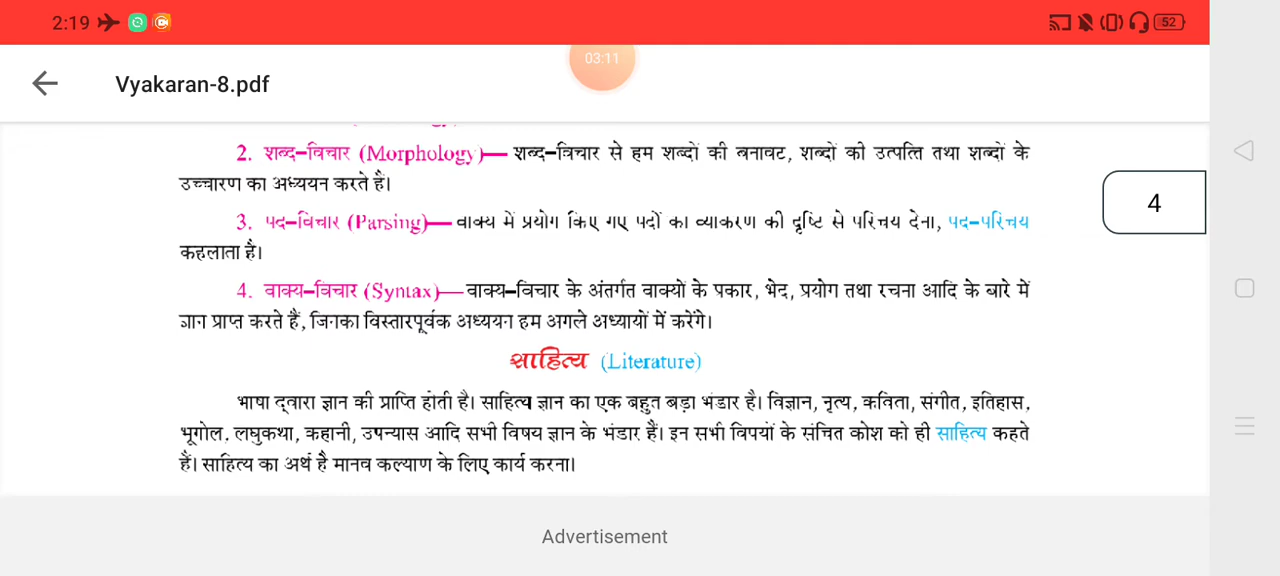 2:19
52
03:11
Vyakaran-8.pdf
2. शब्द–विचार (Morphology)— शब्द–विचार से हम शब्दों की बनावट, शब्दों की उत्पत्ति तथा शब्दों के
उच्चारण का अध्ययन करते हैं।
4
3. पद–विचार (Parsing)— वाक्य में प्रयोग किए गए पदों का व्याकरण की दृष्टि से परिचय देना, पद–परिचय
कहलाता है।
4. वाक्य–विचार (Syntax)— वाक्य–विचार के अंतर्गत वाक्यों के प्रकार, भेद, प्रयोग तथा रचना आदि के बारे में
ज्ञान प्राप्त करते हैं, जिनका विस्तारपूर्वक अध्ययन हम अगले अध्यायों में करेंगे।
साहित्य (Literature)
भाषा द्वारा ज्ञान की प्राप्ति होती है। साहित्य ज्ञान का एक बहुत बड़ा भंडार है। विज्ञान, नृत्य, कविता, संगीत, इतिहास,
भूगोल, लघुकथा, कहानी, उपन्यास आदि सभी विषय ज्ञान के भंडार हैं। इन सभी विषयों के संचित कोश को ही साहित्य कहते
हैं। साहित्य का अर्थ है मानव कल्याण के लिए कार्य करना।
Advertisement